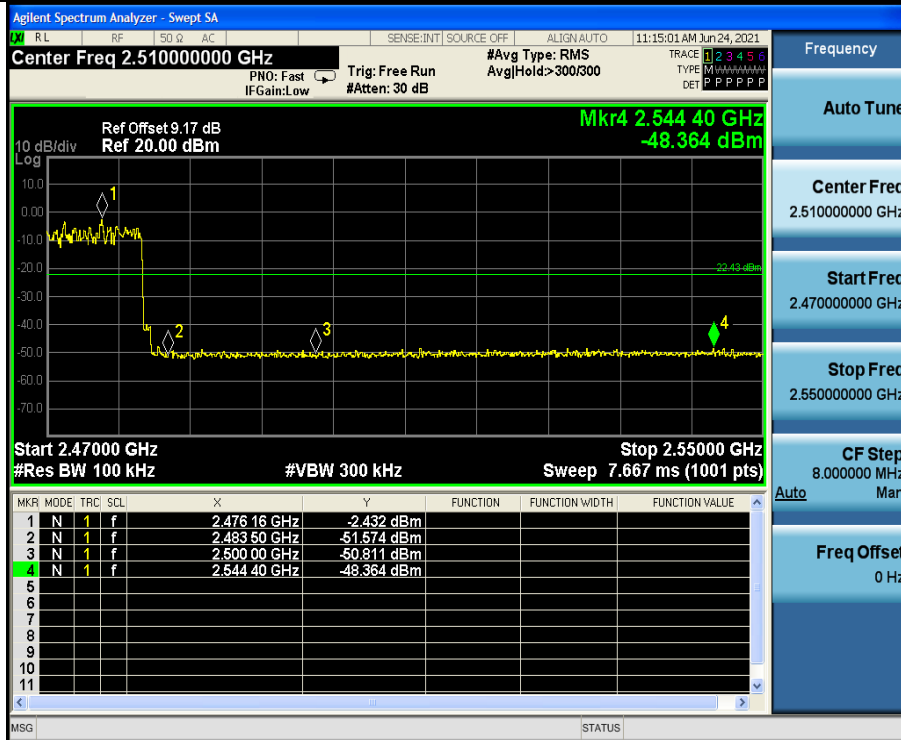 Agilent Spectrum Analyzer - Swept SA
LXI RL RF 50 Ω AC SENSE:INT SOURCE OFF ALIGN AUTO 11:15:01 AM Jun 24, 2021
Center Freq 2.510000000 GHz
#Avg Type: RMS
TRACE 1 2 3 4 5 6
PNO: Fast Trig: Free Run Avg|Hold:>300/300
TYPE M
IFGain:Low #Atten: 30 dB
DET P P P P P P
Mkr4 2.544 40 GHz
-48.364 dBm
Ref Offset 9.17 dB
10 dB/div Ref 20.00 dBm
Log
10.0
0.00
-10.0
-20.0
-30.0
-40.0
-50.0
-60.0
-70.0
1
2
3
4
-22.43 dBm
Start 2.47000 GHz Stop 2.55000 GHz
#Res BW 100 kHz #VBW 300 kHz Sweep 7.667 ms (1001 pts)
MKR MODE TRC SCL X Y FUNCTION FUNCTION WIDTH FUNCTION VALUE
1 N 1 f 2.476 16 GHz -2.432 dBm
2 N 1 f 2.483 50 GHz -51.574 dBm
3 N 1 f 2.500 00 GHz -50.811 dBm
4 N 1 f 2.544 40 GHz -48.364 dBm
5
6
7
8
9
10
11
MSG STATUS
Frequency
Auto Tune
Center Freq
2.510000000 GHz
Start Freq
2.470000000 GHz
Stop Freq
2.550000000 GHz
CF Step
8.000000 MHz
Auto Man
Freq Offset
0 Hz